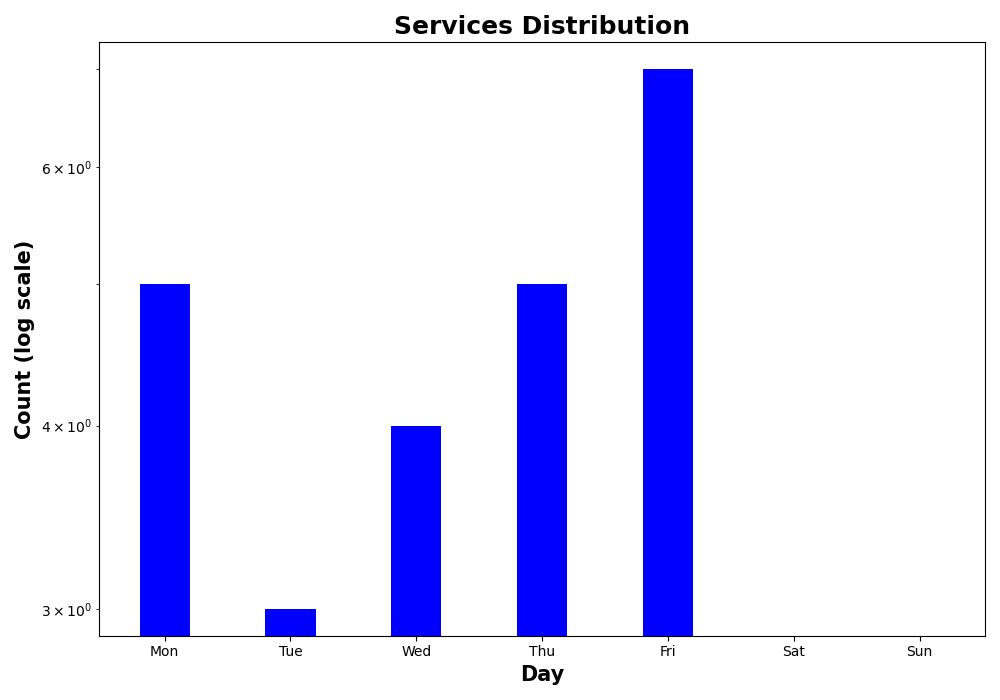 Services Distribution
6 × 10⁰
4 × 10⁰
3 × 10⁰
Count (log scale)
Mon Tue Wed Thu Fri Sat Sun
Day